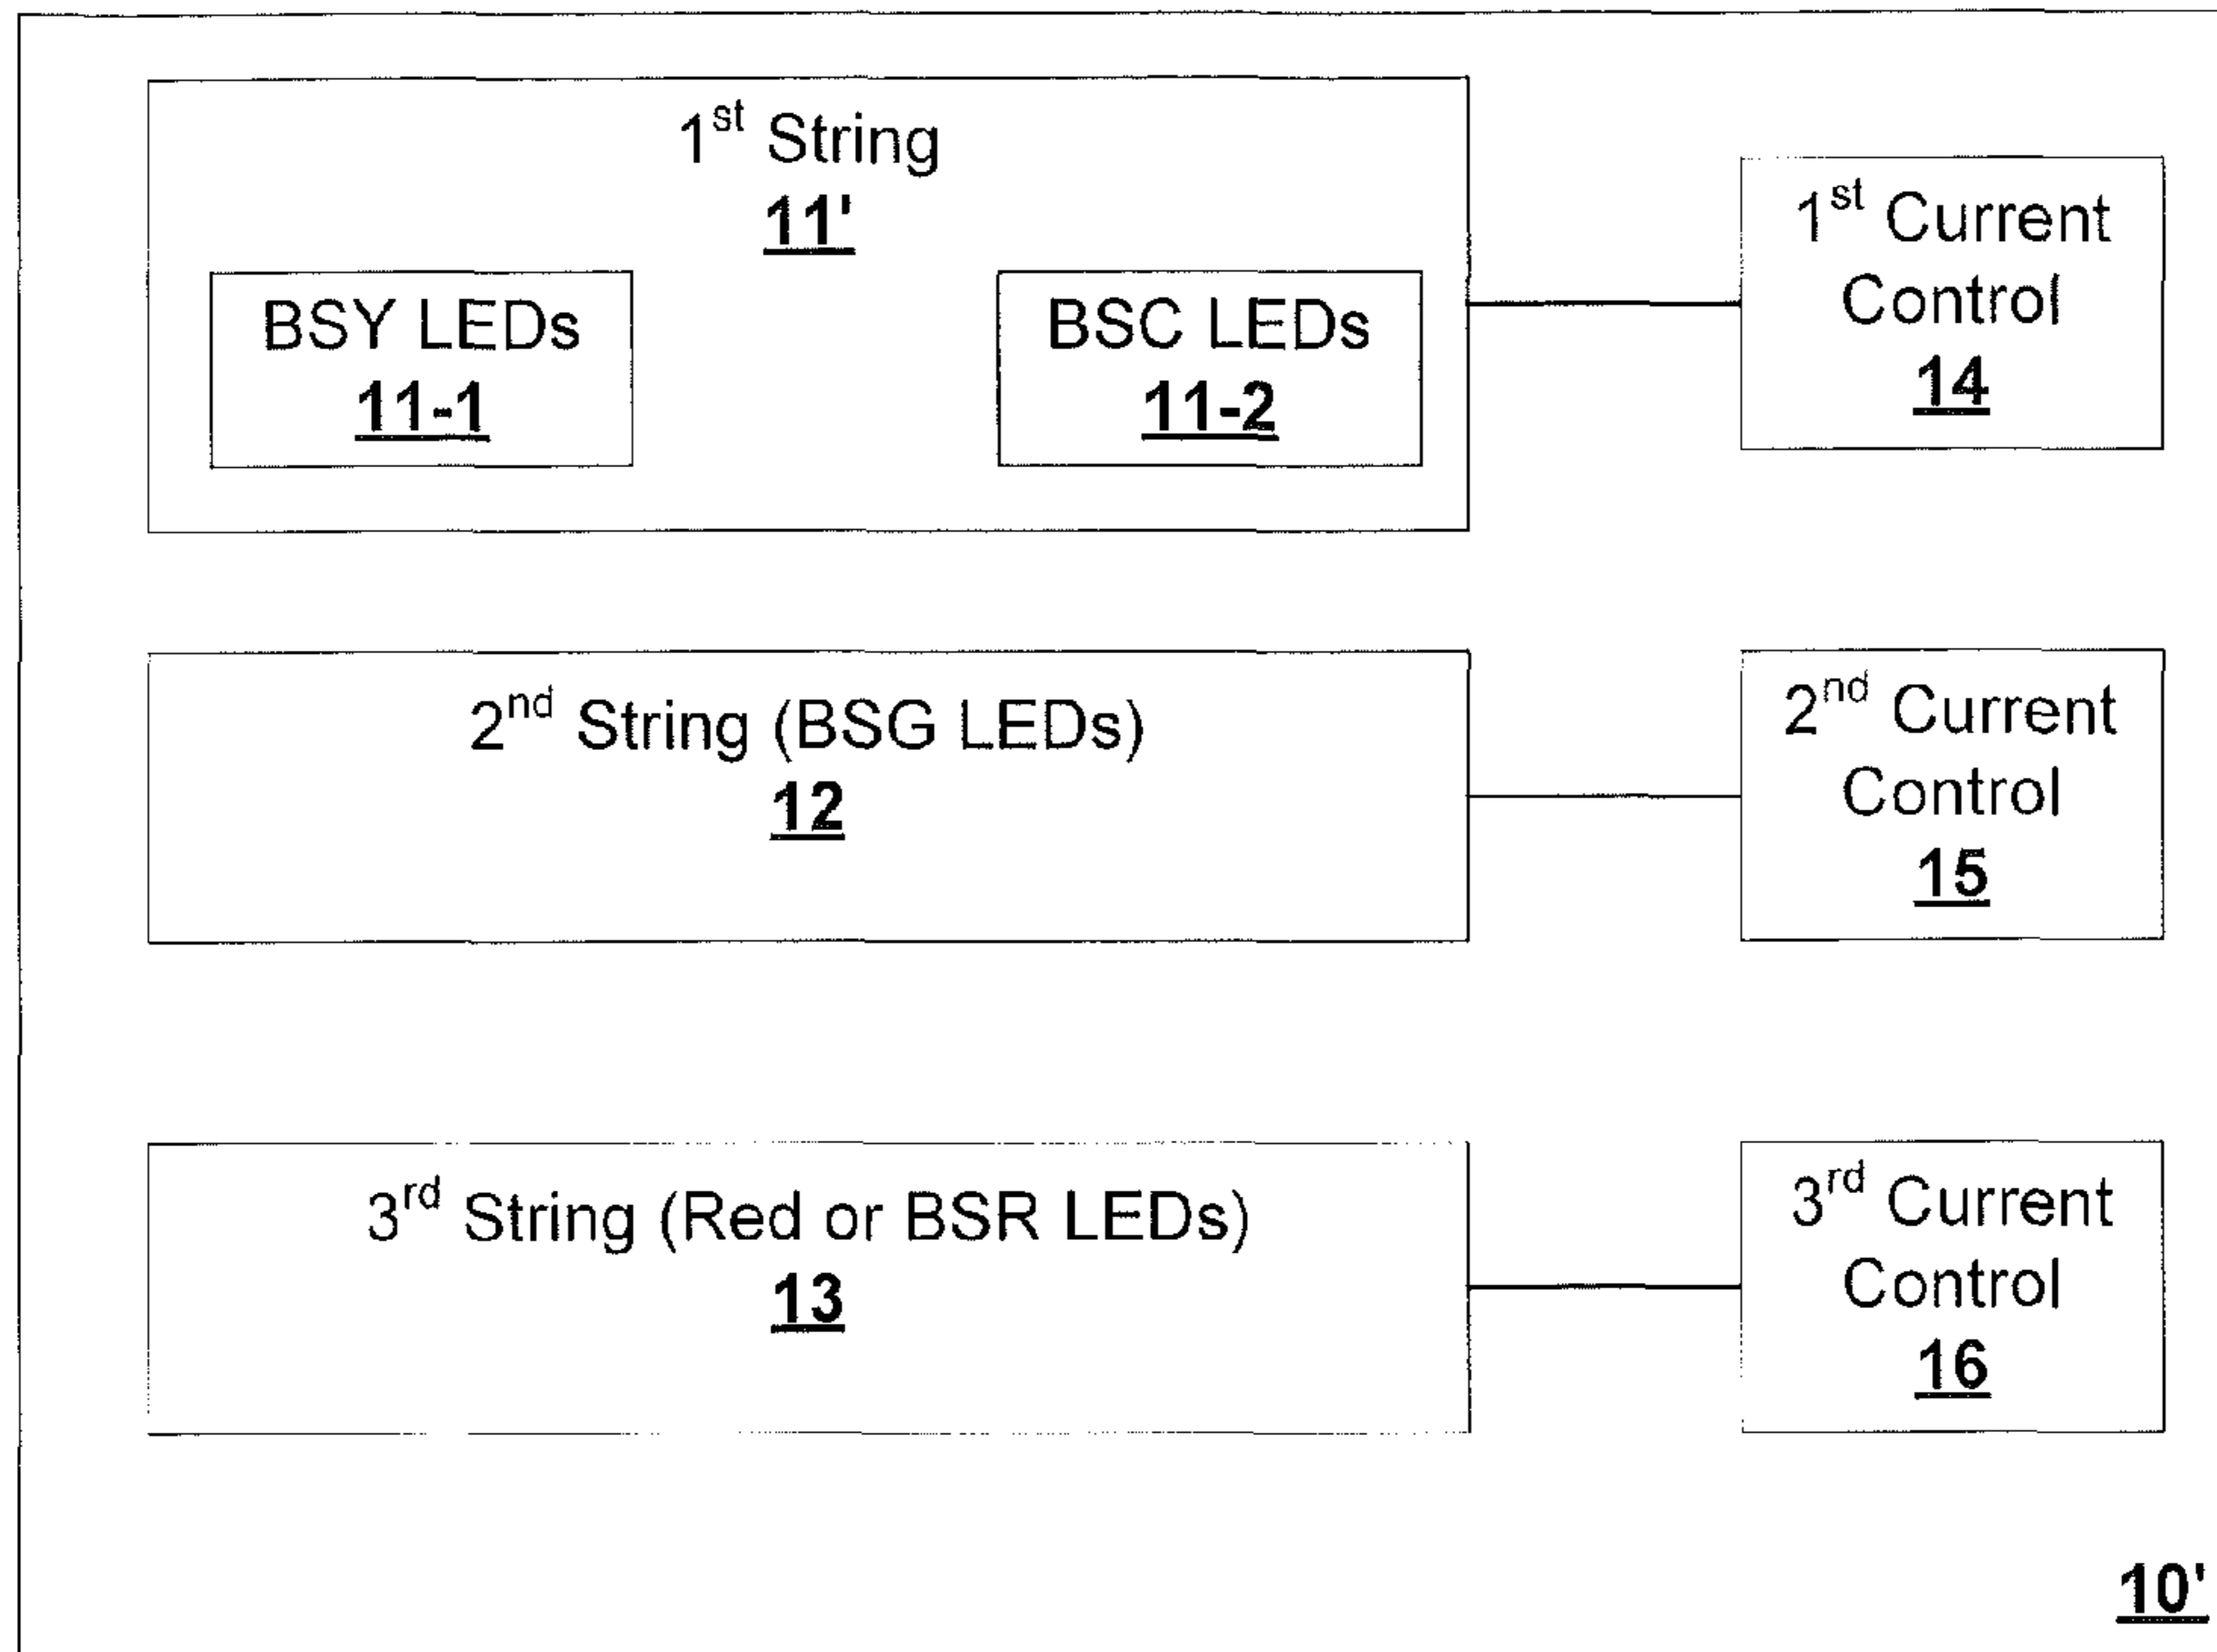 1st String
11'
BSY LEDs
11-1
BSC LEDs
11-2
1st Current
Control
14
2nd String (BSG LEDs)
12
2nd Current
Control
15
3rd String (Red or BSR LEDs)
13
3rd Current
Control
16
10'